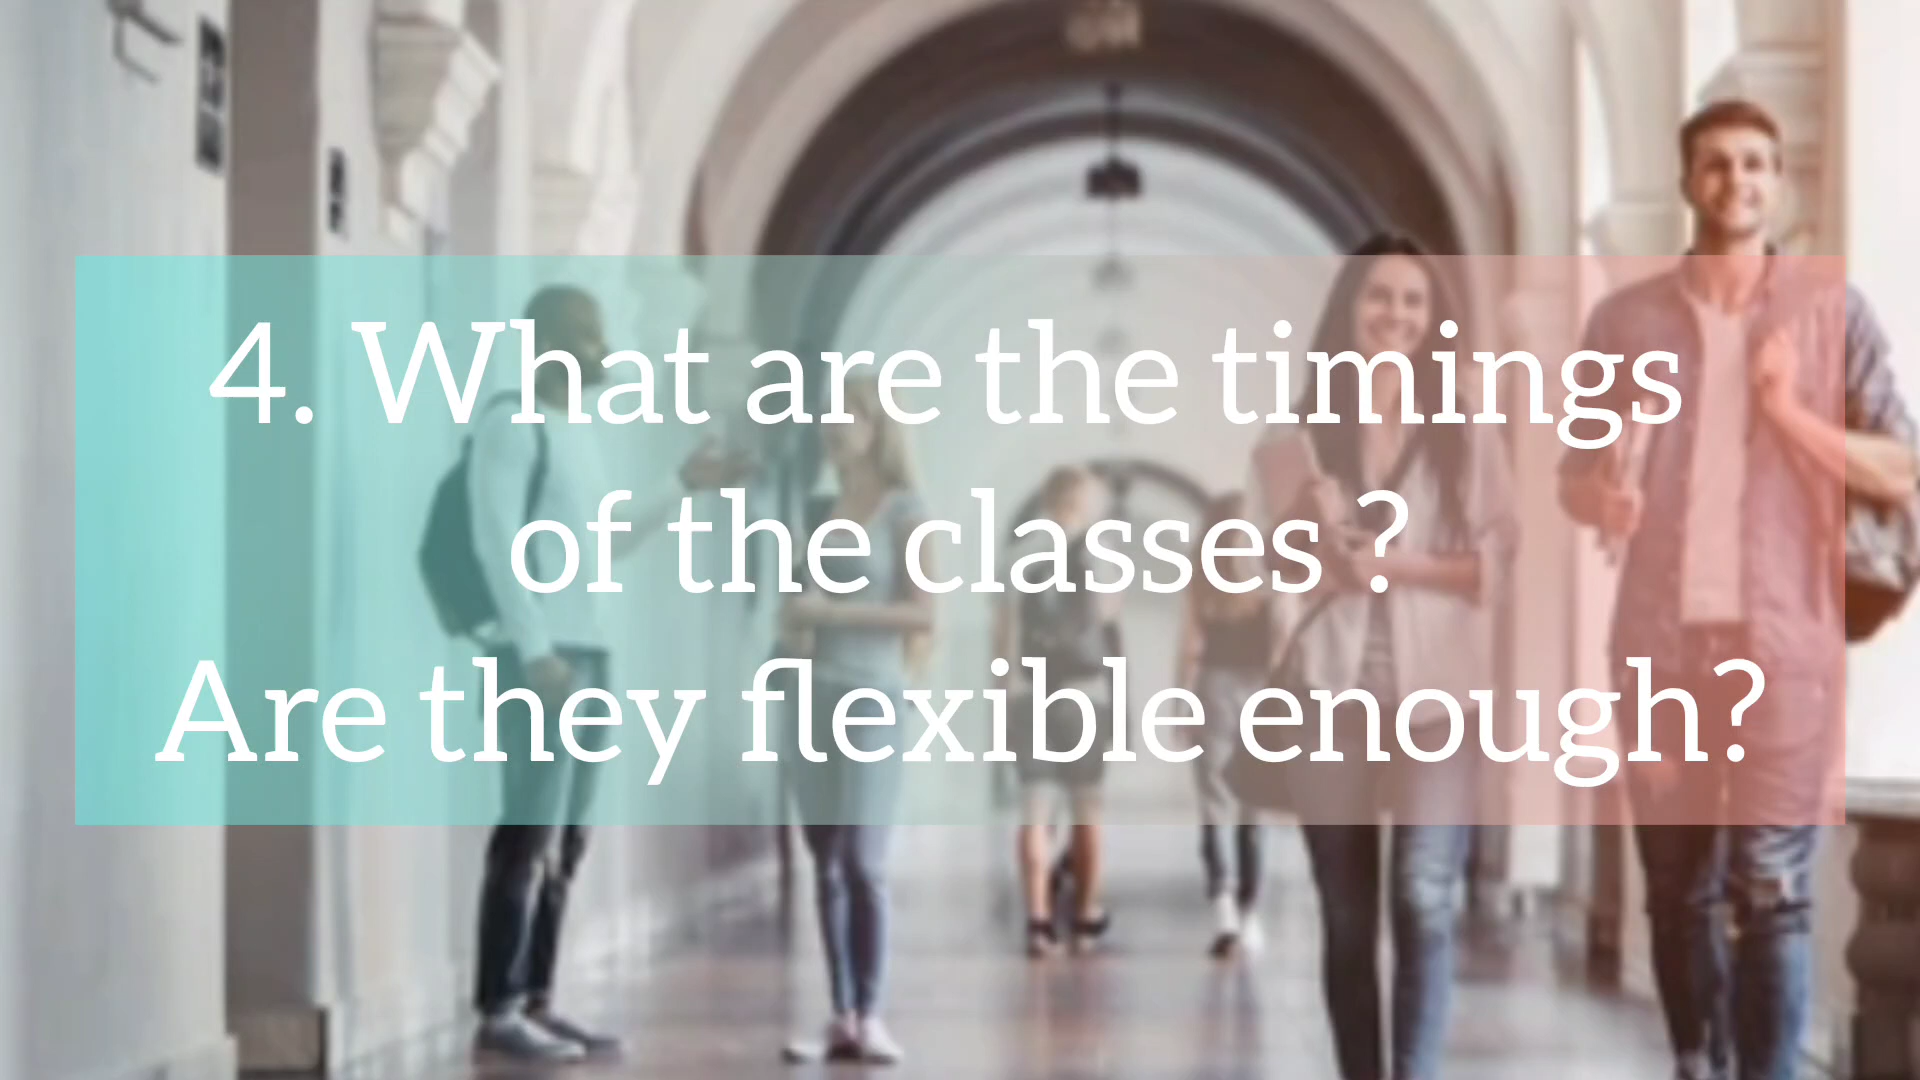 4. What are the timings
of the classes ?
Are they flexible enough?